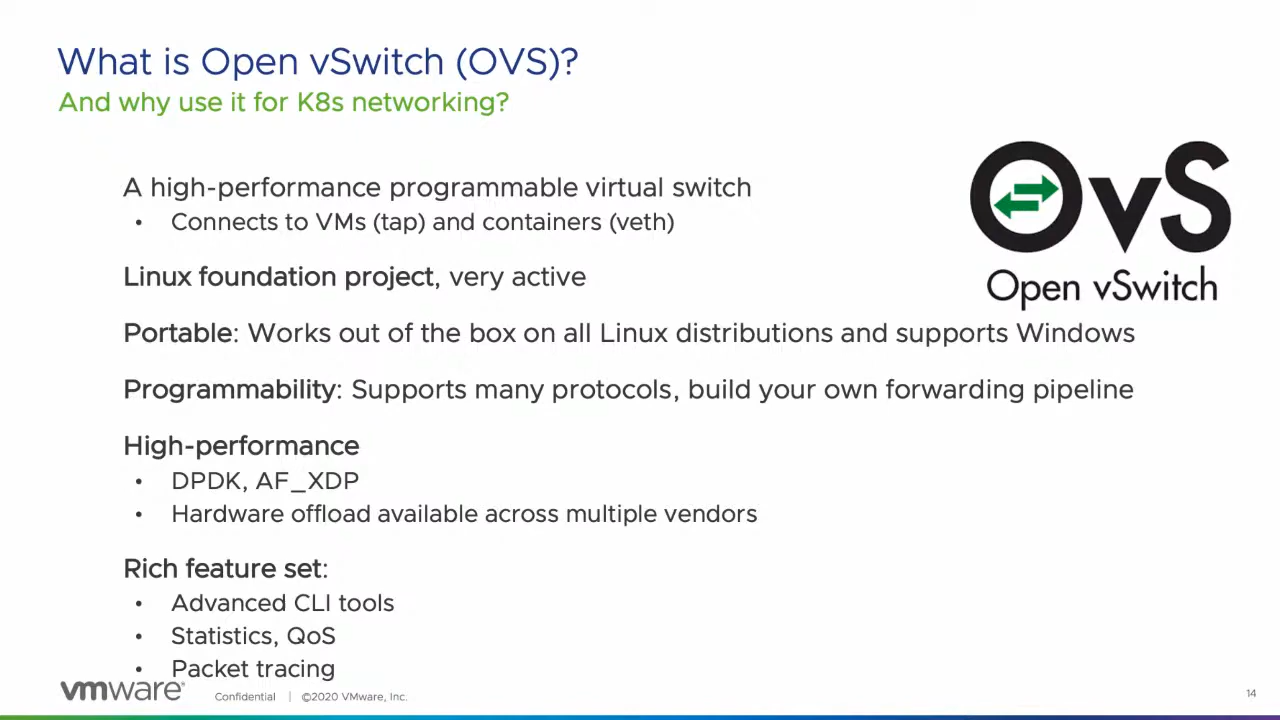 What is Open vSwitch (OVS)?
And why use it for K8s networking?
A high-performance programmable virtual switch
• Connects to VMs (tap) and containers (veth)
Linux foundation project, very active
Portable: Works out of the box on all Linux distributions and supports Windows
Programmability: Supports many protocols, build your own forwarding pipeline
High-performance
• DPDK, AF_XDP
• Hardware offload available across multiple vendors
Rich feature set:
• Advanced CLI tools
• Statistics, QoS
• Packet tracing
OvS
Open vSwitch
vmware® Confidential | ©2020 VMware, Inc. 14